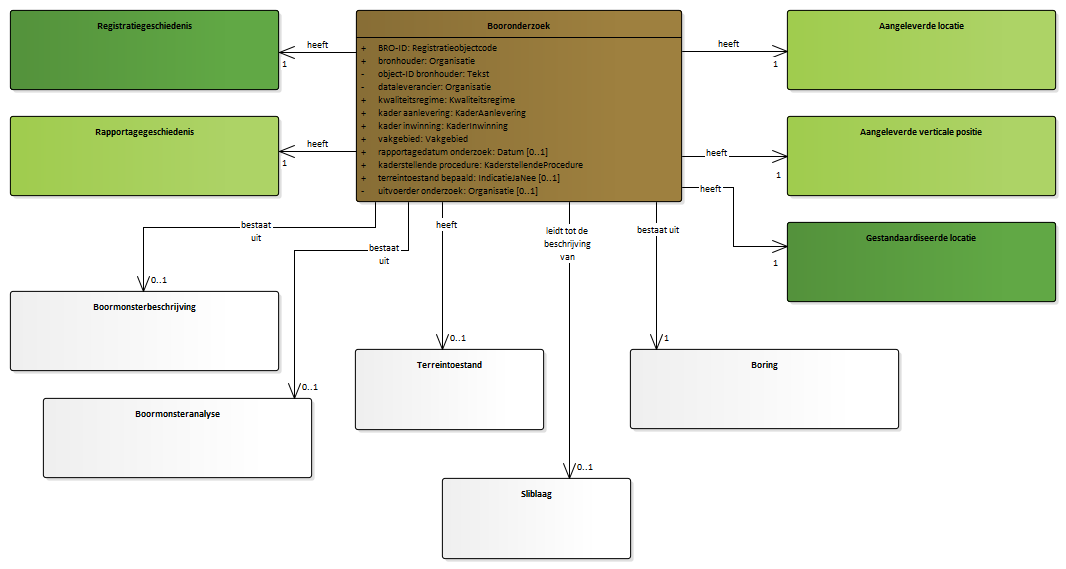 Registratiegeschiedenis
Booronderzoek
Aangeleverde locatie
+ BRO-ID: Registratieobjectcode
+ bronhouder: Organisatie
- object-ID bronhouder: Tekst
- dataleverancier: Organisatie
+ kwaliteitsregime: Kwaliteitsregime
+ kader aanlevering: KaderAanlevering
+ kader inwinning: KaderInwinning
+ vakgebied: Vakgebied
+ rapportagedatum onderzoek: Datum [0..1]
+ kaderstellende procedure: KaderstellendeProcedure
+ terreintoestand bepaald: IndicatieJaNee [0..1]
- uitvoerder onderzoek: Organisatie [0..1]
heeft
1
heeft
1
Rapportagegeschiedenis
heeft
1
Aangeleverde verticale positie
heeft
1
heeft
1
Gestandaardiseerde locatie
bestaat
uit
0..1
bestaat
uit
0..1
heeft
0..1
leidt tot de
beschrijving
van
0..1
bestaat uit
1
Boormonsterbeschrijving
Boormonsteranalyse
Terreintoestand
Boring
Sliblaag